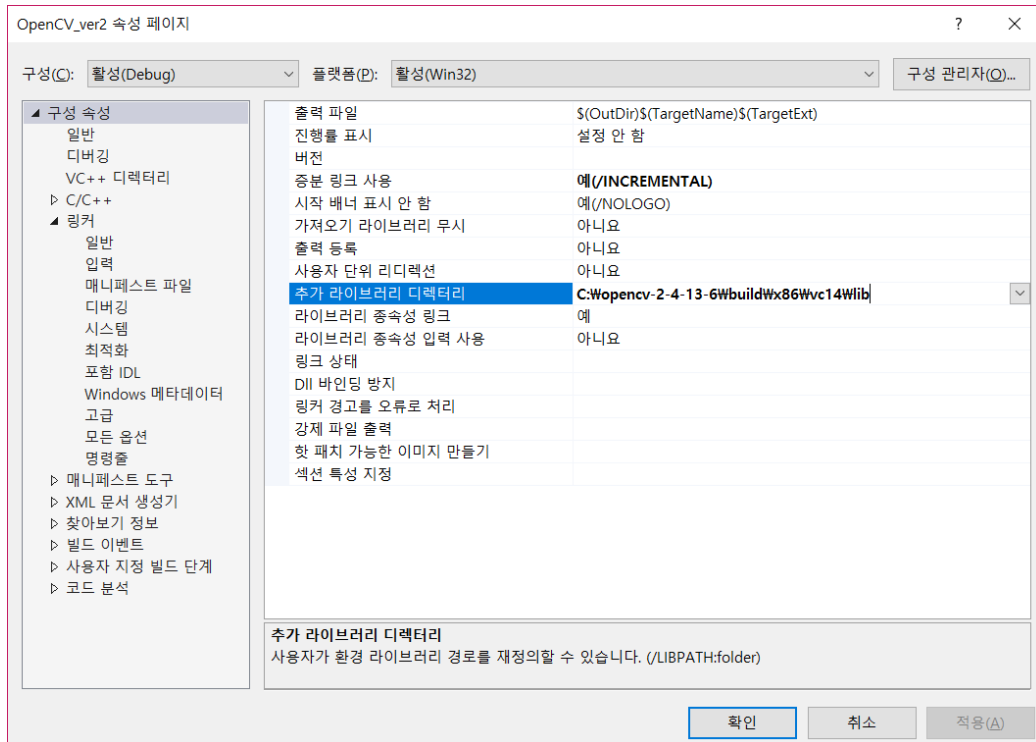 OpenCV_ver2 속성 페이지
?
구성(C): 활성(Debug) 플랫폼(P): 활성(Win32) 구성 관리자(O)...
구성 속성
일반
디버깅
VC++ 디렉터리
C/C++
링커
일반
입력
매니페스트 파일
디버깅
시스템
최적화
포함 IDL
Windows 메타데이터
고급
모든 옵션
명령줄
매니페스트 도구
XML 문서 생성기
찾아보기 정보
빌드 이벤트
사용자 지정 빌드 단계
코드 분석
출력 파일 $(OutDir)$(TargetName)$(TargetExt)
진행률 표시 설정 안 함
버전
증분 링크 사용 예(/INCREMENTAL)
시작 배너 표시 안 함 예(/NOLOGO)
가져오기 라이브러리 무시 아니요
출력 등록 아니요
사용자 단위 리디렉션 아니요
추가 라이브러리 디렉터리 C:₩opencv-2-4-13-6₩build₩x86₩vc14₩lib
라이브러리 종속성 링크 예
라이브러리 종속성 입력 사용 아니요
링크 상태
Dll 바인딩 방지
링커 경고를 오류로 처리
강제 파일 출력
핫 패치 가능한 이미지 만들기
섹션 특성 지정
추가 라이브러리 디렉터리
사용자가 환경 라이브러리 경로를 재정의할 수 있습니다. (/LIBPATH:folder)
확인 취소 적용(A)